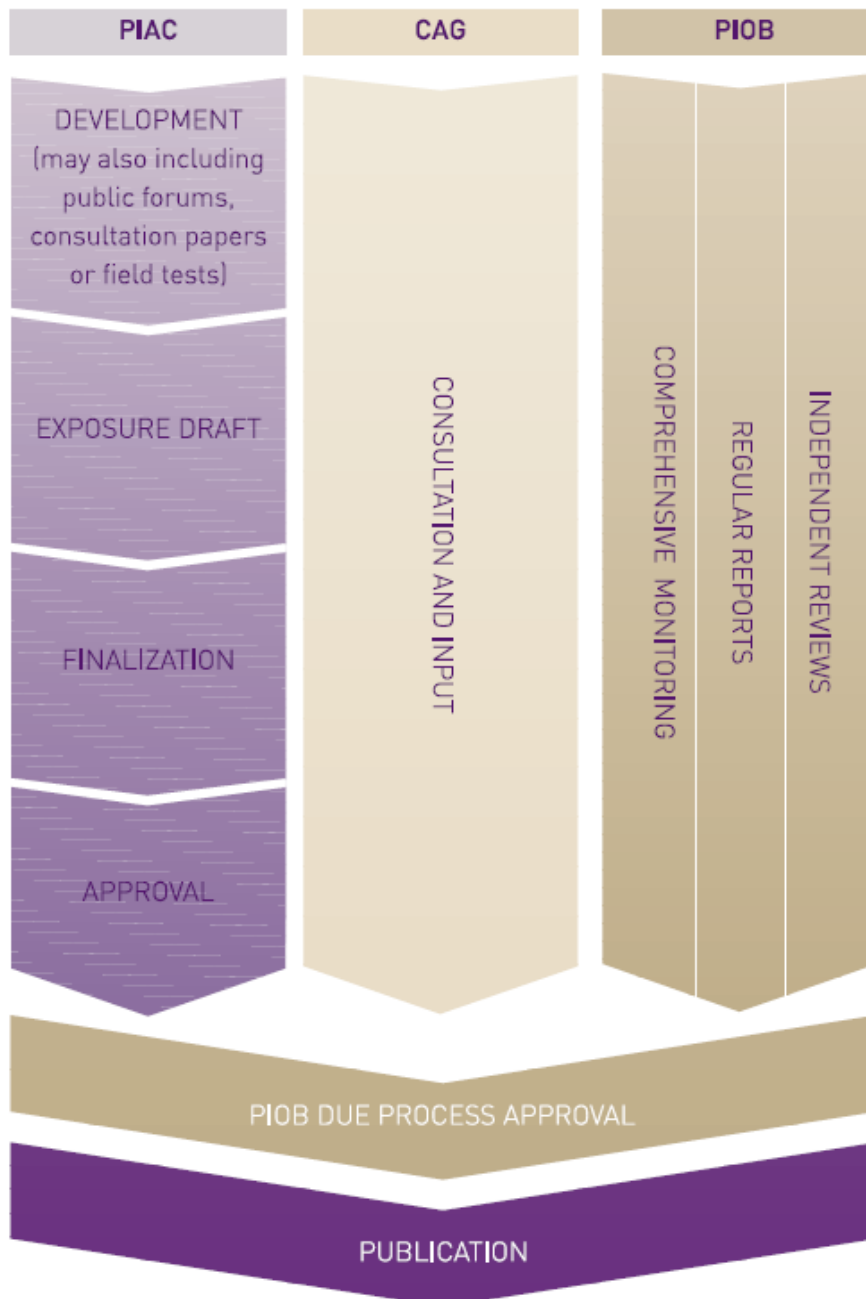 PIAC
CAG
PIOB
DEVELOPMENT
(may also including
public forums,
consultation papers
or field tests)
EXPOSURE DRAFT
FINALIZATION
APPROVAL
CONSULTATION AND INPUT
COMPREHENSIVE MONITORING
REGULAR REPORTS
INDEPENDENT REVIEWS
PIOB DUE PROCESS APPROVAL
PUBLICATION